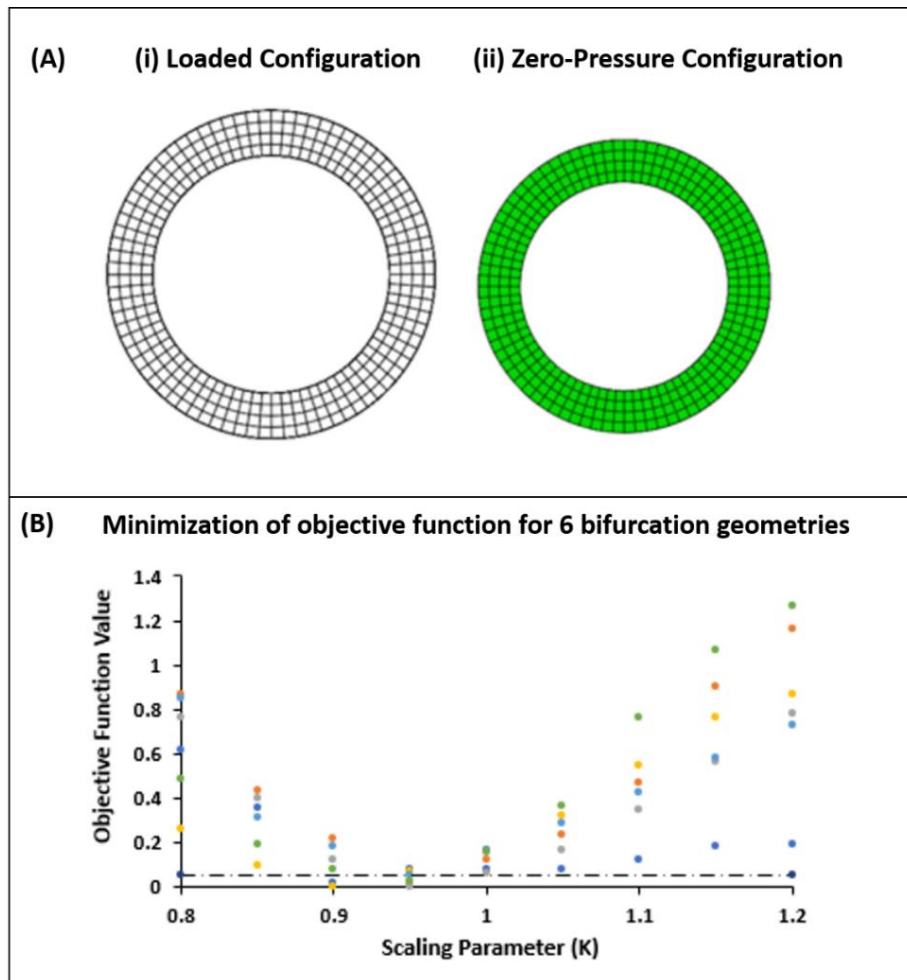 (A) (i) Loaded Configuration (ii) Zero-Pressure Configuration
(B) Minimization of objective function for 6 bifurcation geometries
Objective Function Value
1.4
1.2
1
0.8
0.6
0.4
0.2
0
0.8 0.9 1 1.1 1.2
Scaling Parameter (K)